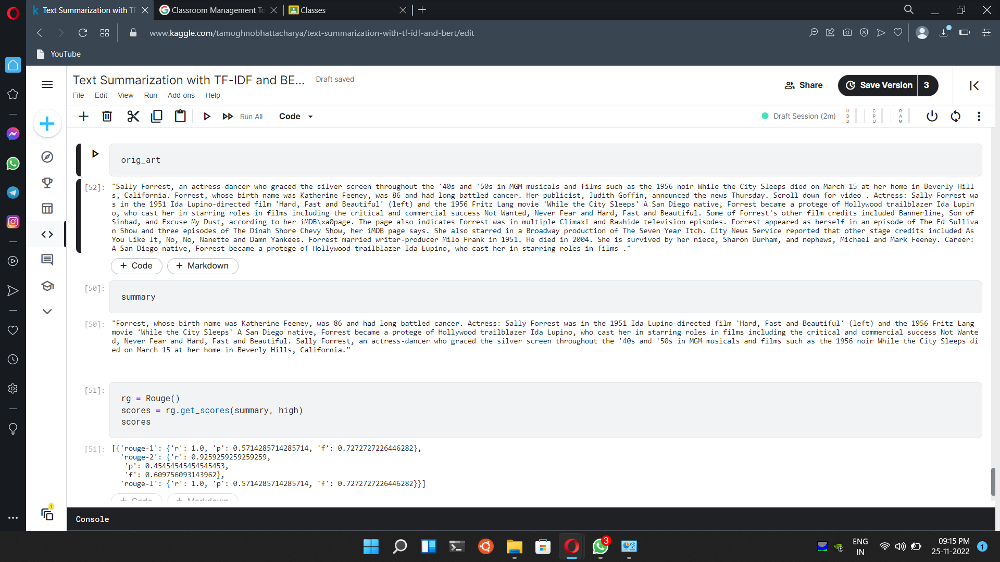 Text Summarization with TF
Classroom Management To
Classes
www.kaggle.com/tamoghnobhattacharya/text-summarization-with-tf-idf-and-bert/edit
YouTube
Text Summarization with TF-IDF and BE...
Draft saved
Share
Save Version
3
File Edit View Run Add-ons Help
Run All
Code
Draft Session (2m)
HDD
CPU
RAM
orig_art
[52]:
"Sally Forrest, an actress-dancer who graced the silver screen throughout the '40s and '50s in MGM musicals and films such as the 1956 noir While the City Sleeps died on March 15 at her home in Beverly Hill
s, California. Forrest, whose birth name was Katherine Feeney, was 86 and had long battled cancer. Her publicist, Judith Goffin, announced the news Thursday. Scroll down for video . Actress: Sally Forrest wa
s in the 1951 Ida Lupino-directed film 'Hard, Fast and Beautiful' (left) and the 1956 Fritz Lang movie 'While the City Sleeps' A San Diego native, Forrest became a protege of Hollywood trailblazer Ida Lupin
o, who cast her in starring roles in films including the critical and commercial success Not Wanted, Never Fear and Hard, Fast and Beautiful. Some of Forrest's other film credits included Bannerline, Son of
Sinbad, and Excuse My Dust, according to her iMDB\xa0page. The page also indicates Forrest was in multiple Climax! and Rawhide television episodes. Forrest appeared as herself in an episode of The Ed Sulliva
n Show and three episodes of The Dinah Shore Chevy Show, her iMDB page says. She also starred in a Broadway production of The Seven Year Itch. City News Service reported that other stage credits included As
You Like It, No, No, Nanette and Damn Yankees. Forrest married writer-producer Milo Frank in 1951. He died in 2004. She is survived by her niece, Sharon Durham, and nephews, Michael and Mark Feeney. Career:
A San Diego native, Forrest became a protege of Hollywood trailblazer Ida Lupino, who cast her in starring roles in films ."
+ Code + Markdown
[50]:
summary
[50]:
"Forrest, whose birth name was Katherine Feeney, was 86 and had long battled cancer. Actress: Sally Forrest was in the 1951 Ida Lupino-directed film 'Hard, Fast and Beautiful' (left) and the 1956 Fritz Lang
movie 'While the City Sleeps' A San Diego native, Forrest became a protege of Hollywood trailblazer Ida Lupino, who cast her in starring roles in films including the critical and commercial success Not Wante
d, Never Fear and Hard, Fast and Beautiful. Sally Forrest, an actress-dancer who graced the silver screen throughout the '40s and '50s in MGM musicals and films such as the 1956 noir While the City Sleeps di
ed on March 15 at her home in Beverly Hills, California."
[51]:
rg = Rouge()
scores = rg.get_scores(summary, high)
scores
[51]:
[{'rouge-1': {'r': 1.0, 'p': 0.5714285714285714, 'f': 0.7272727226446282},
'rouge-2': {'r': 0.9259259259259259,
'p': 0.45454545454545453,
'f': 0.609756093143962},
'rouge-l': {'r': 1.0, 'p': 0.5714285714285714, 'f': 0.7272727226446282}}]
+ Code + Markdown
1
Console
3
ENG
IN
09:15 PM
25-11-2022
1